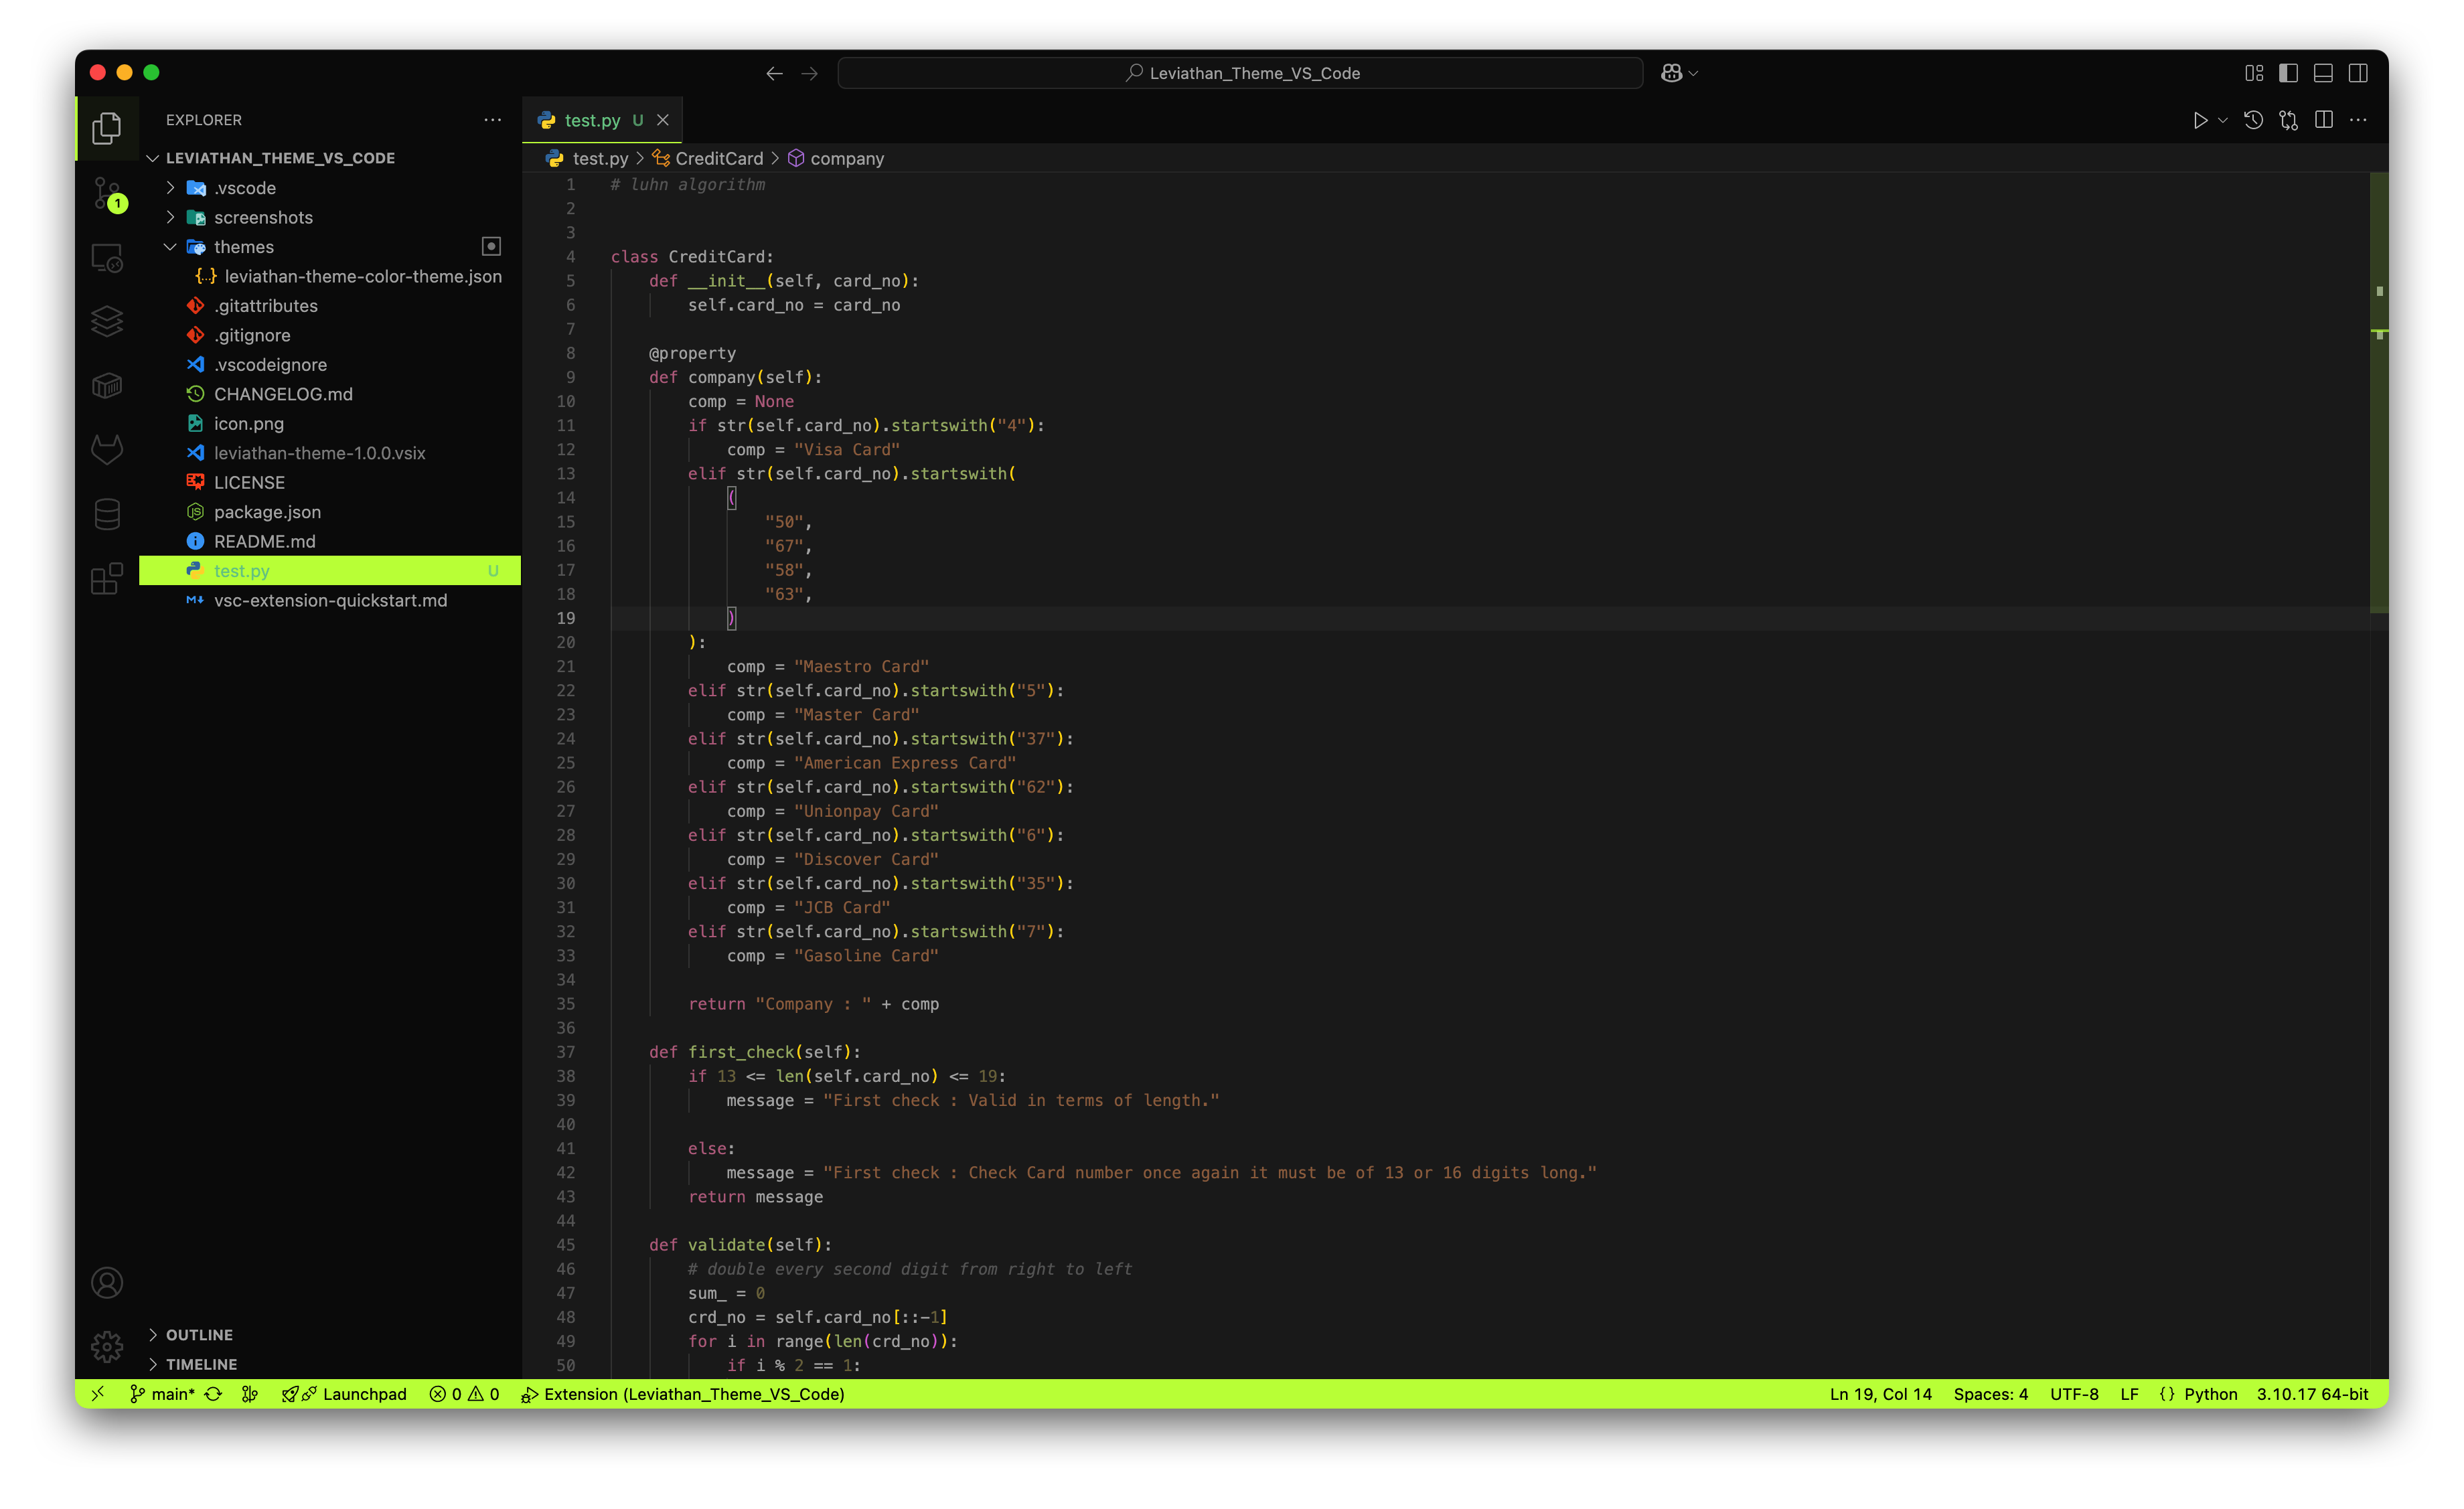 Leviathan_Theme_VS_Code
EXPLORER
LEVIATHAN_THEME_VS_CODE
.vscode
screenshots
themes
{..} leviathan-theme-color-theme.json
.gitattributes
.gitignore
.vscodeignore
CHANGELOG.md
icon.png
leviathan-theme-1.0.0.vsix
LICENSE
package.json
README.md
test.py U
vsc-extension-quickstart.md
OUTLINE
TIMELINE
1
test.py U
test.py > CreditCard > company
1 # luhn algorithm
2
3
4 class CreditCard:
5 def __init__(self, card_no):
6 self.card_no = card_no
7
8 @property
9 def company(self):
10 comp = None
11 if str(self.card_no).startswith("4"):
12 comp = "Visa Card"
13 elif str(self.card_no).startswith(
14 (
15 "50",
16 "67",
17 "58",
18 "63",
19 )
20 ):
21 comp = "Maestro Card"
22 elif str(self.card_no).startswith("5"):
23 comp = "Master Card"
24 elif str(self.card_no).startswith("37"):
25 comp = "American Express Card"
26 elif str(self.card_no).startswith("62"):
27 comp = "Unionpay Card"
28 elif str(self.card_no).startswith("6"):
29 comp = "Discover Card"
30 elif str(self.card_no).startswith("35"):
31 comp = "JCB Card"
32 elif str(self.card_no).startswith("7"):
33 comp = "Gasoline Card"
34
35 return "Company : " + comp
36
37 def first_check(self):
38 if 13 <= len(self.card_no) <= 19:
39 message = "First check : Valid in terms of length."
40
41 else:
42 message = "First check : Check Card number once again it must be of 13 or 16 digits long."
43 return message
44
45 def validate(self):
46 # double every second digit from right to left
47 sum_ = 0
48 crd_no = self.card_no[::-1]
49 for i in range(len(crd_no)):
50 if i % 2 == 1:
main* Launchpad 0 0 Extension (Leviathan_Theme_VS_Code) Ln 19, Col 14 Spaces: 4 UTF-8 LF {} Python 3.10.17 64-bit